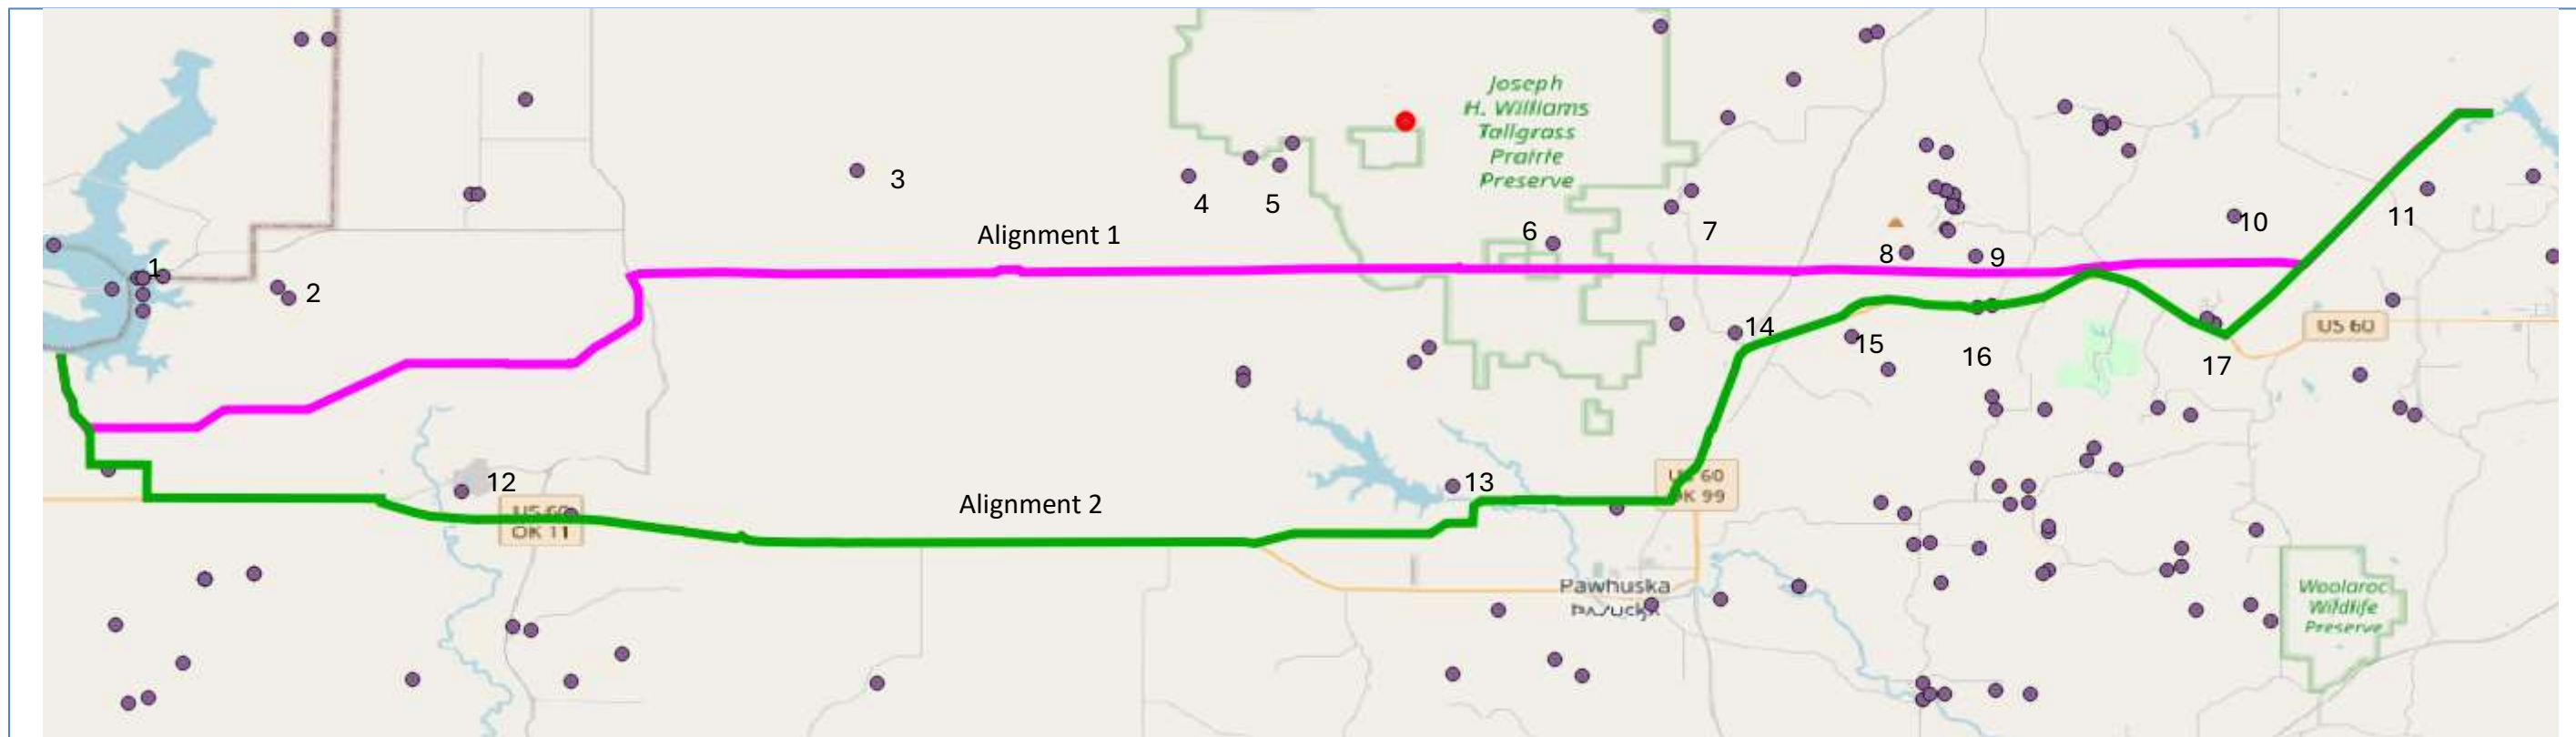 Joseph
H. Williams
Tallgrass
Prairie
Preserve
3
4
5
6
7
10
11
Alignment 1
8
9
1
2
14
15
16
17
US 60
12
13
US 60
OK 99
Alignment 2
US 60
OK 11
Pawhuska
Woolaroc
Wildlife
Preserve